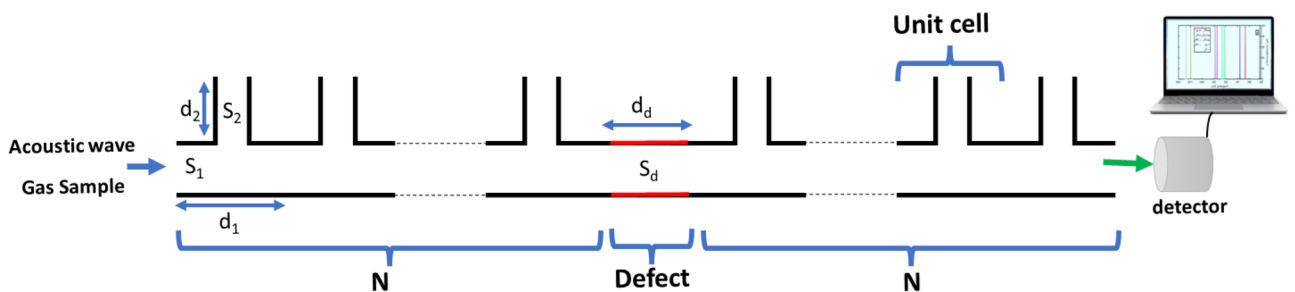 Unit cell
d2
S2
dd
Acoustic wave
Gas Sample
S1
Sd
d1
detector
N
Defect
N